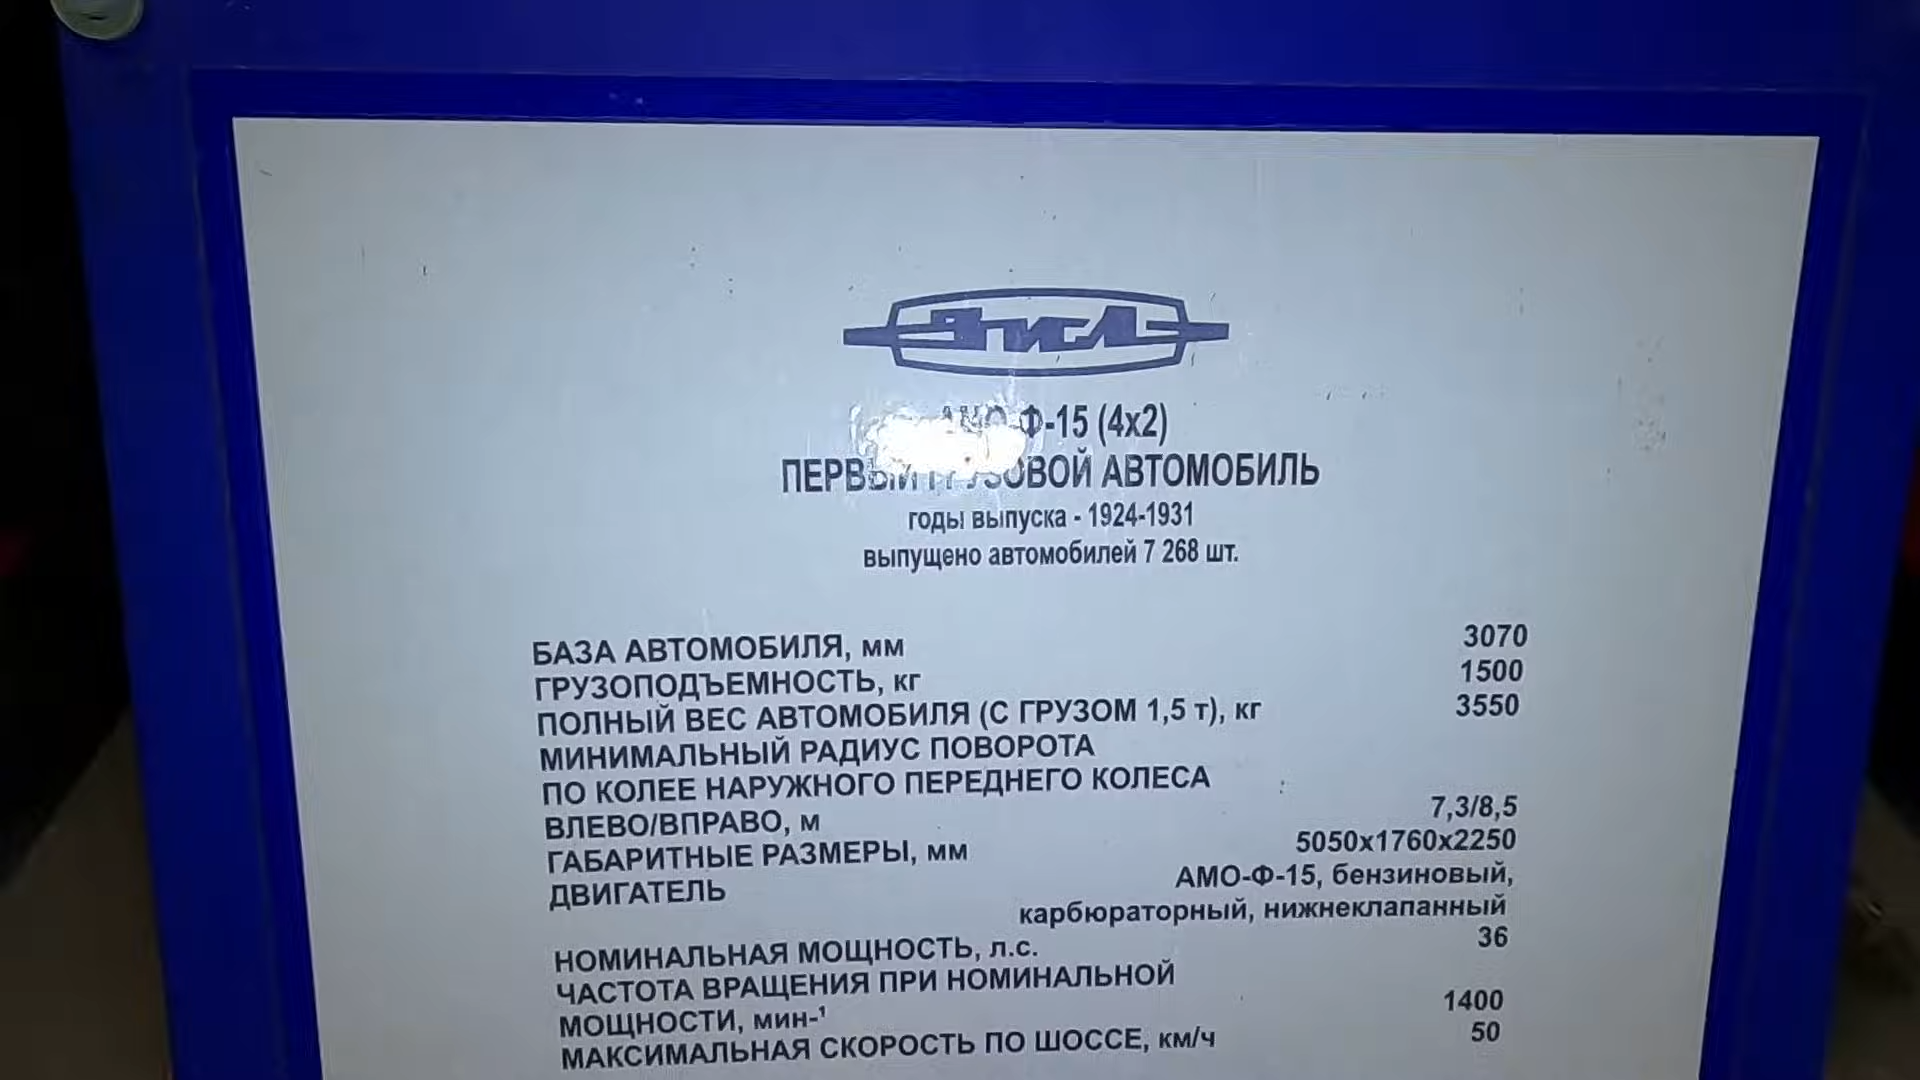 ЗИЛ
АМО-Ф-15 (4х2)
ПЕРВЫЙ ГРУЗОВОЙ АВТОМОБИЛЬ
годы выпуска - 1924-1931
выпущено автомобилей 7 268 шт.
БАЗА АВТОМОБИЛЯ, мм 3070
ГРУЗОПОДЪЕМНОСТЬ, кг 1500
ПОЛНЫЙ ВЕС АВТОМОБИЛЯ (С ГРУЗОМ 1,5 т), кг 3550
МИНИМАЛЬНЫЙ РАДИУС ПОВОРОТА
ПО КОЛЕЕ НАРУЖНОГО ПЕРЕДНЕГО КОЛЕСА
ВЛЕВО/ВПРАВО, м 7,3/8,5
ГАБАРИТНЫЕ РАЗМЕРЫ, мм 5050х1760х2250
ДВИГАТЕЛЬ АМО-Ф-15, бензиновый,
карбюраторный, нижнеклапанный
НОМИНАЛЬНАЯ МОЩНОСТЬ, л.с. 36
ЧАСТОТА ВРАЩЕНИЯ ПРИ НОМИНАЛЬНОЙ
МОЩНОСТИ, мин-¹ 1400
МАКСИМАЛЬНАЯ СКОРОСТЬ ПО ШОССЕ, км/ч 50